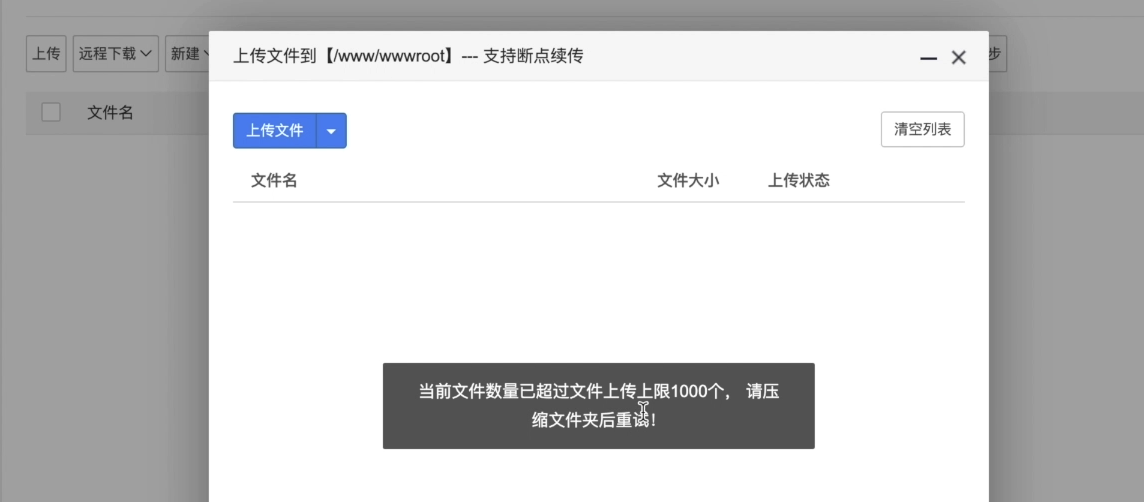 上传
远程下载
新建
步
文件名
上传文件到【/www/wwwroot】--- 支持断点续传
上传文件
清空列表
文件名 文件大小 上传状态
当前文件数量已超过文件上传上限1000个， 请压
缩文件夹后重试!